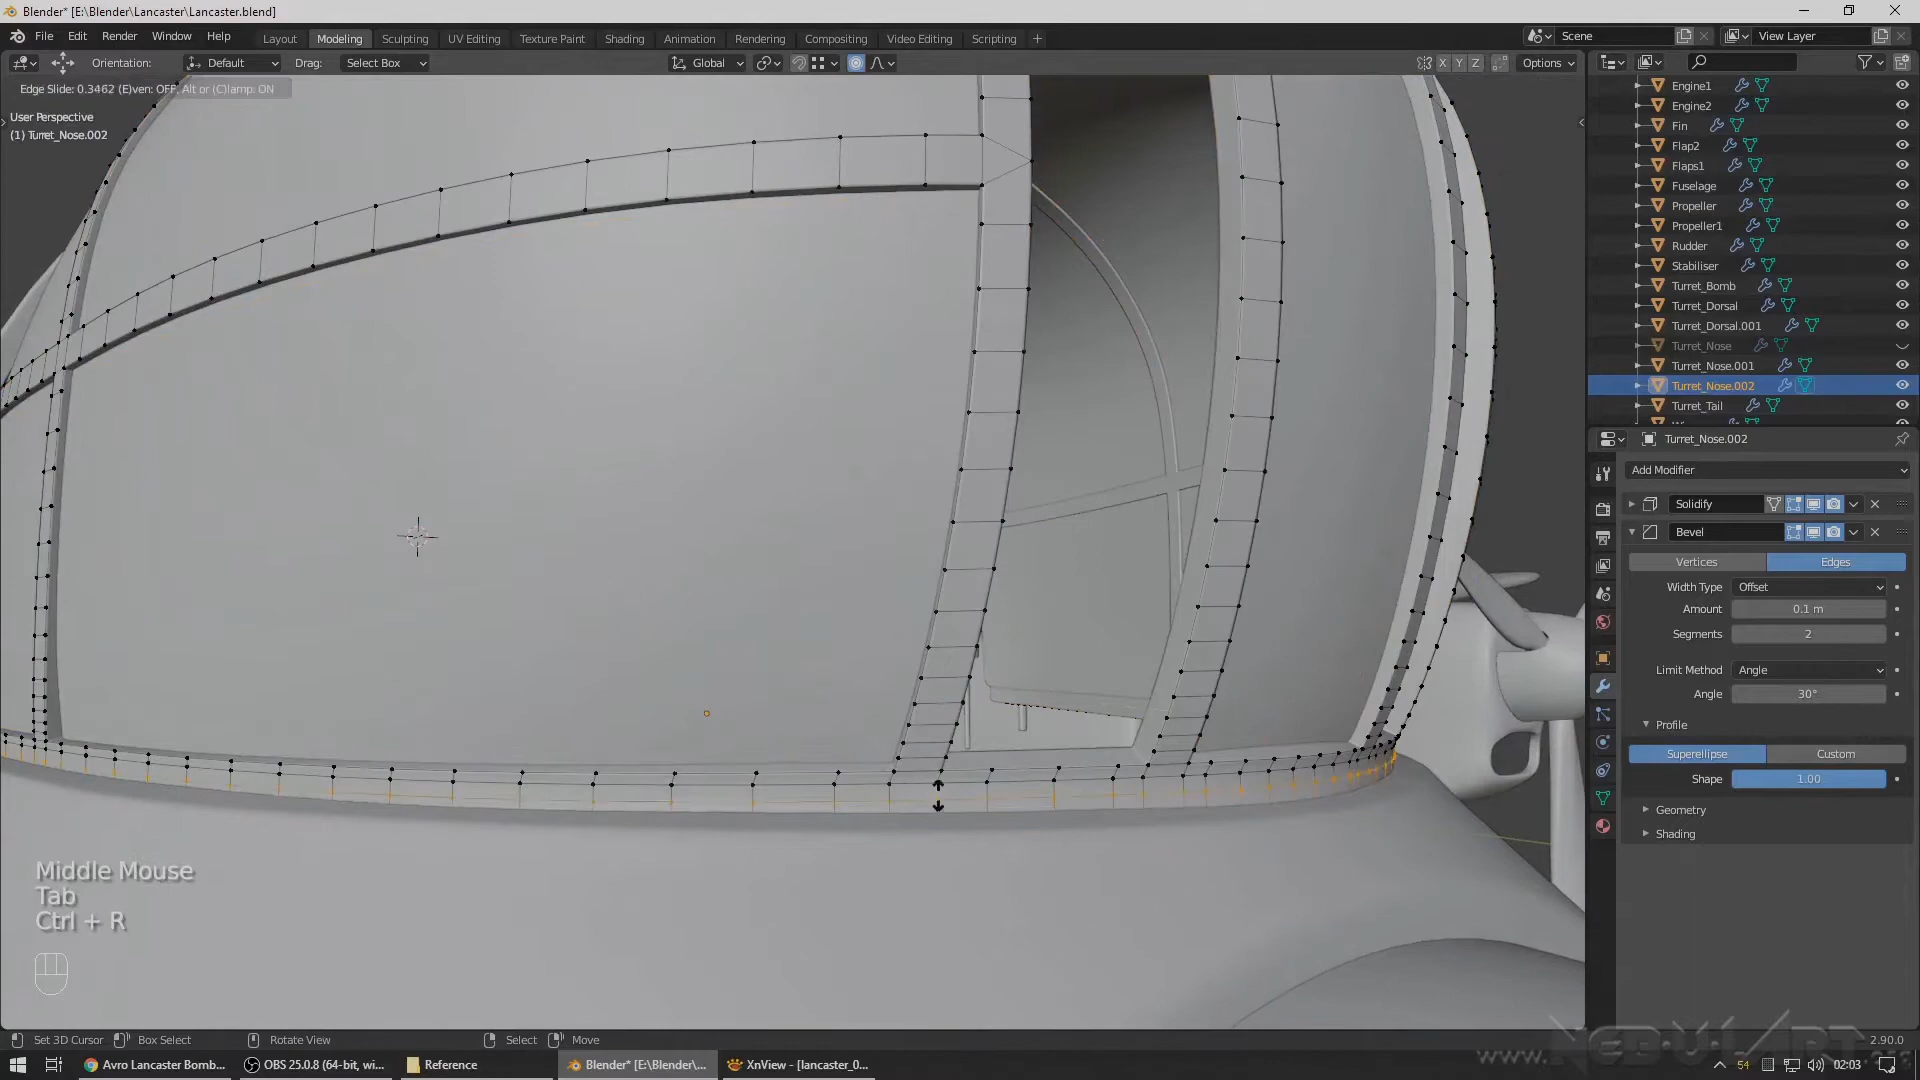 Blender* [E:\Blender\Lancaster\Lancaster.blend]
File Edit Render Window Help
Layout Modeling Sculpting UV Editing Texture Paint Shading Animation Rendering Compositing Video Editing Scripting +
Scene
View Layer
Orientation: Default Drag: Select Box
Global
X Y Z
Options
Edge Slide: 0.3462 (E)ven: OFF, Alt or (C)lamp: ON
User Perspective
(1) Turret_Nose.002
Engine1
Engine2
Fin
Flap2
Flaps1
Fuselage
Propeller
Propeller1
Rudder
Stabiliser
Turret_Bomb
Turret_Dorsal
Turret_Dorsal.001
Turret_Nose
Turret_Nose.001
Turret_Nose.002
Turret_Tail
Turret_Nose.002
Add Modifier
Solidify
Bevel
Vertices Edges
Width Type Offset
Amount 0.1 m
Segments 2
Limit Method Angle
Angle 30°
Profile
Superellipse Custom
Shape 1.00
Geometry
Shading
Middle Mouse
Tab
Ctrl + R
Set 3D Cursor Box Select Rotate View Select Move
2.90.0
Avro Lancaster Bomb...
OBS 25.0.8 (64-bit, wi...
Reference
Blender* [E:\Blender\...
XnView - [lancaster_0...
54
02:03